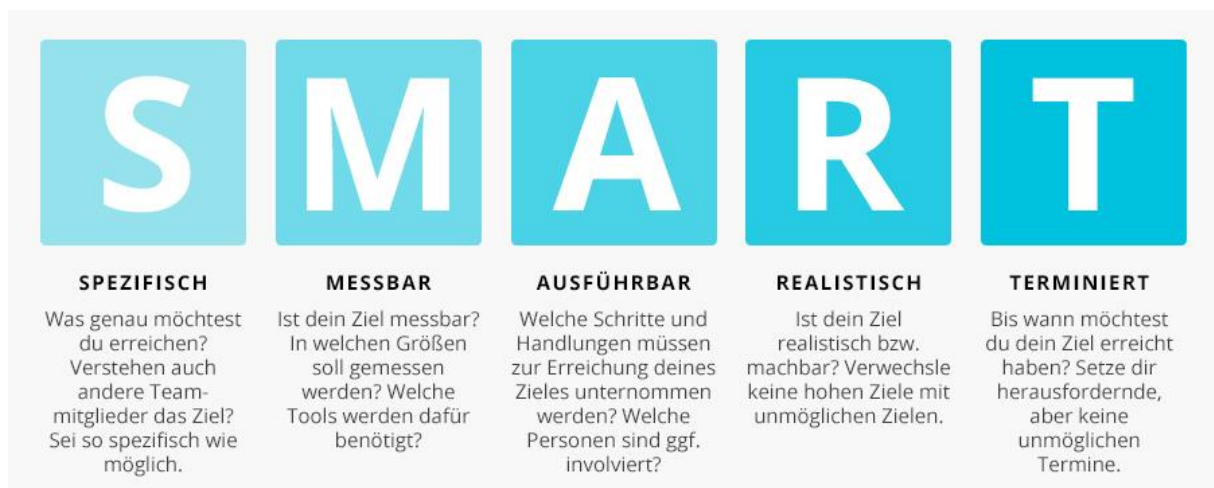 S
SPEZIFISCH
Was genau möchtest
du erreichen?
Verstehen auch
andere Team-
mitglieder das Ziel?
Sei so spezifisch wie
möglich.
M
MESSBAR
Ist dein Ziel messbar?
In welchen Größen
soll gemessen
werden? Welche
Tools werden dafür
benötigt?
A
AUSFÜHRBAR
Welche Schritte und
Handlungen müssen
zur Erreichung deines
Zieles unternommen
werden? Welche
Personen sind ggf.
involviert?
R
REALISTISCH
Ist dein Ziel
realistisch bzw.
machbar? Verwechsle
keine hohen Ziele mit
unmöglichen Zielen.
T
TERMINIERT
Bis wann möchtest
du dein Ziel erreicht
haben? Setze dir
herausfordernde,
aber keine
unmöglichen
Termine.